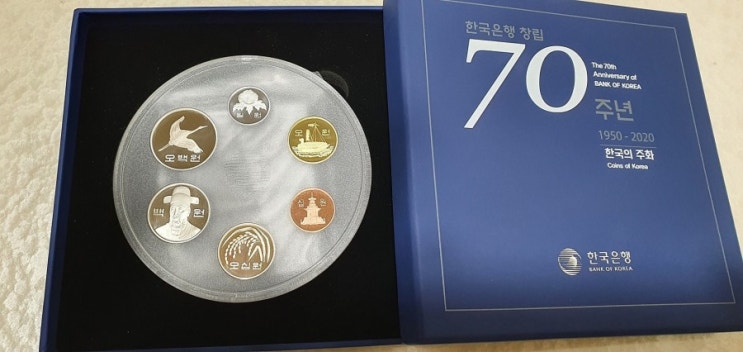 일원
오백원
오원
백원
십원
오십원
한국은행 창립
70
주년
The 70th
Anniversary of
BANK OF KOREA
1950 - 2020
한국의 주화
Coins of Korea
한국은행
BANK OF KOREA